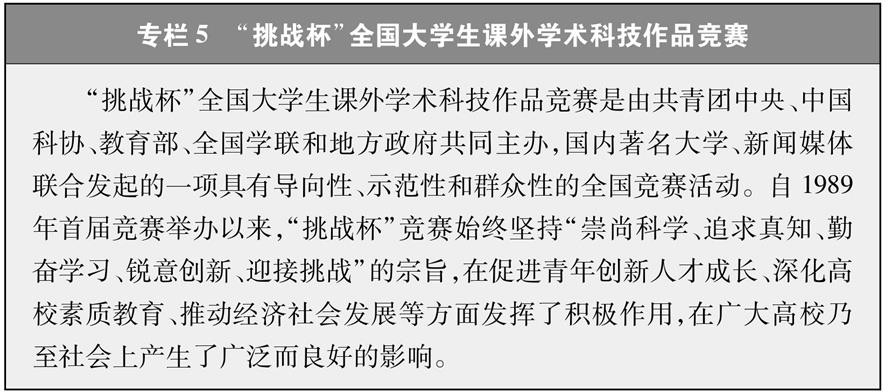 专栏5 “挑战杯”全国大学生课外学术科技作品竞赛
“挑战杯”全国大学生课外学术科技作品竞赛是由共青团中央、中国
科协、教育部、全国学联和地方政府共同主办,国内著名大学、新闻媒体
联合发起的一项具有导向性、示范性和群众性的全国竞赛活动。自1989
年首届竞赛举办以来,“挑战杯”竞赛始终坚持“崇尚科学、追求真知、勤
奋学习、锐意创新、迎接挑战”的宗旨,在促进青年创新人才成长、深化高
校素质教育、推动经济社会发展等方面发挥了积极作用,在广大高校乃
至社会上产生了广泛而良好的影响。